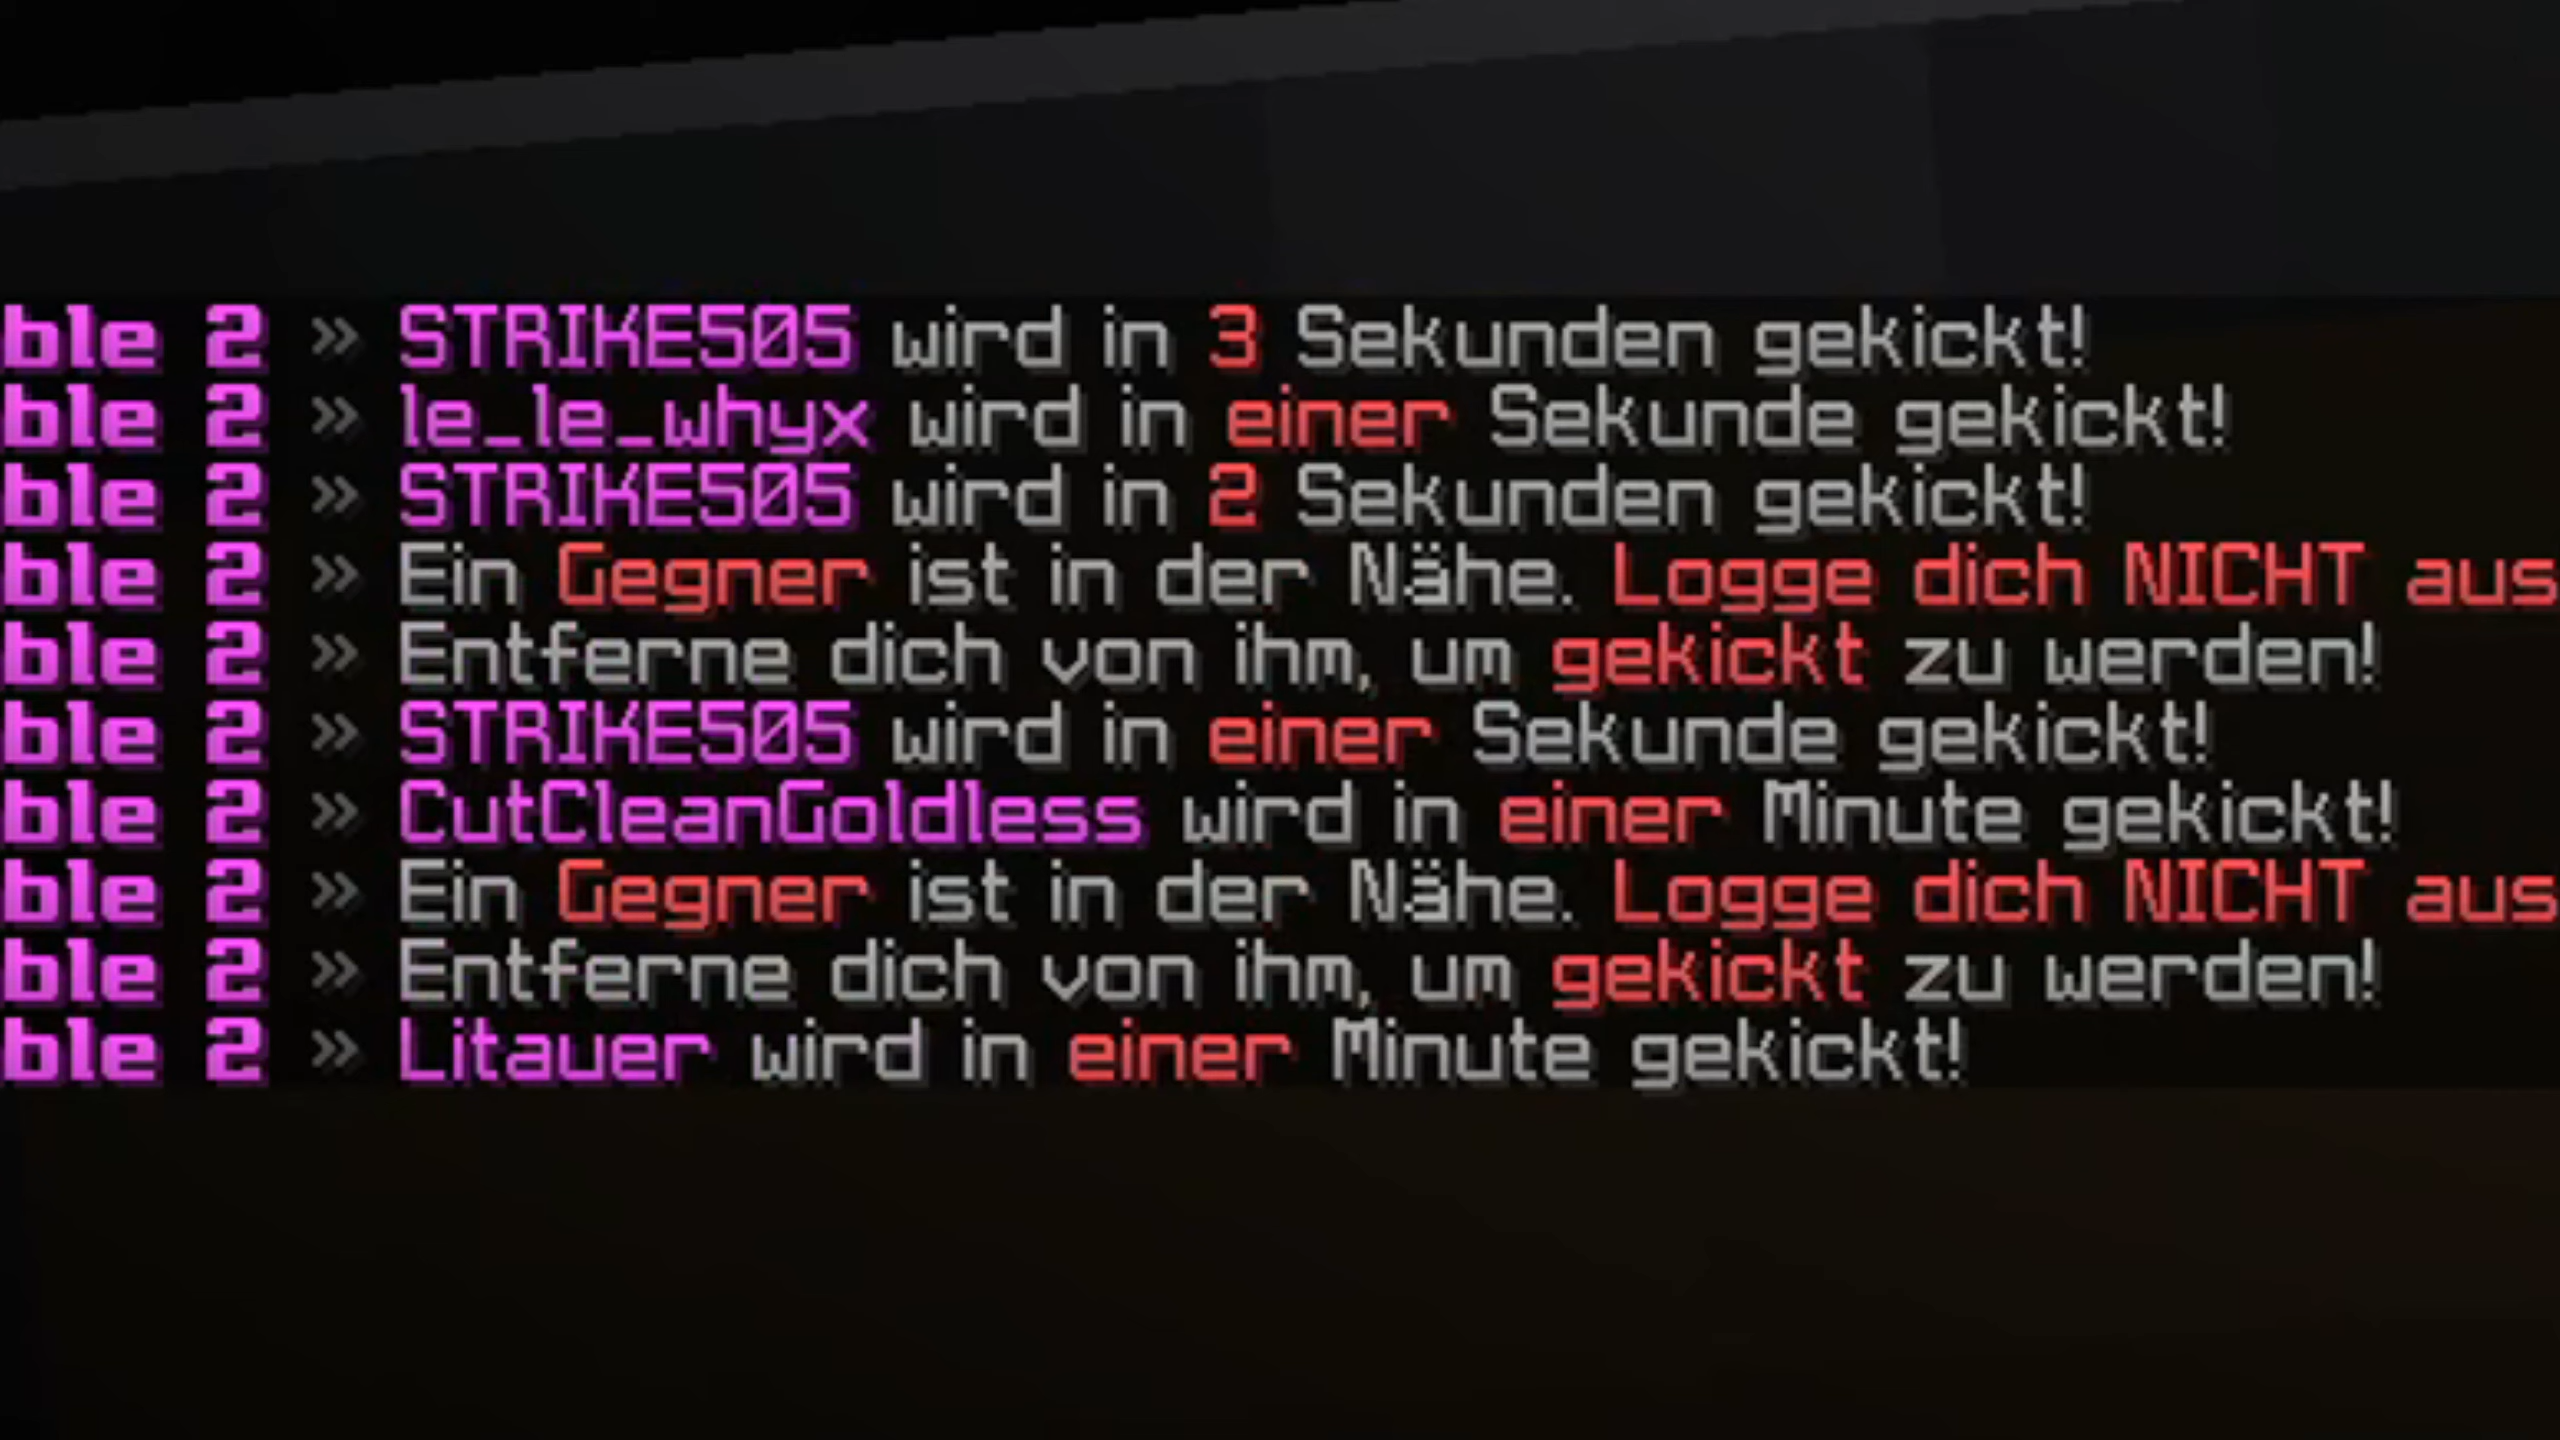 ble 2 » STRIKE505 wird in 3 Sekunden gekickt!
ble 2 » le_le_whyx wird in einer Sekunde gekickt!
ble 2 » STRIKE505 wird in 2 Sekunden gekickt!
ble 2 » Ein Gegner ist in der Nähe. Logge dich NICHT aus
ble 2 » Entferne dich von ihm, um gekickt zu werden!
ble 2 » STRIKE505 wird in einer Sekunde gekickt!
ble 2 » CutCleanGoldless wird in einer Minute gekickt!
ble 2 » Ein Gegner ist in der Nähe. Logge dich NICHT aus
ble 2 » Entferne dich von ihm, um gekickt zu werden!
ble 2 » Litauer wird in einer Minute gekickt!